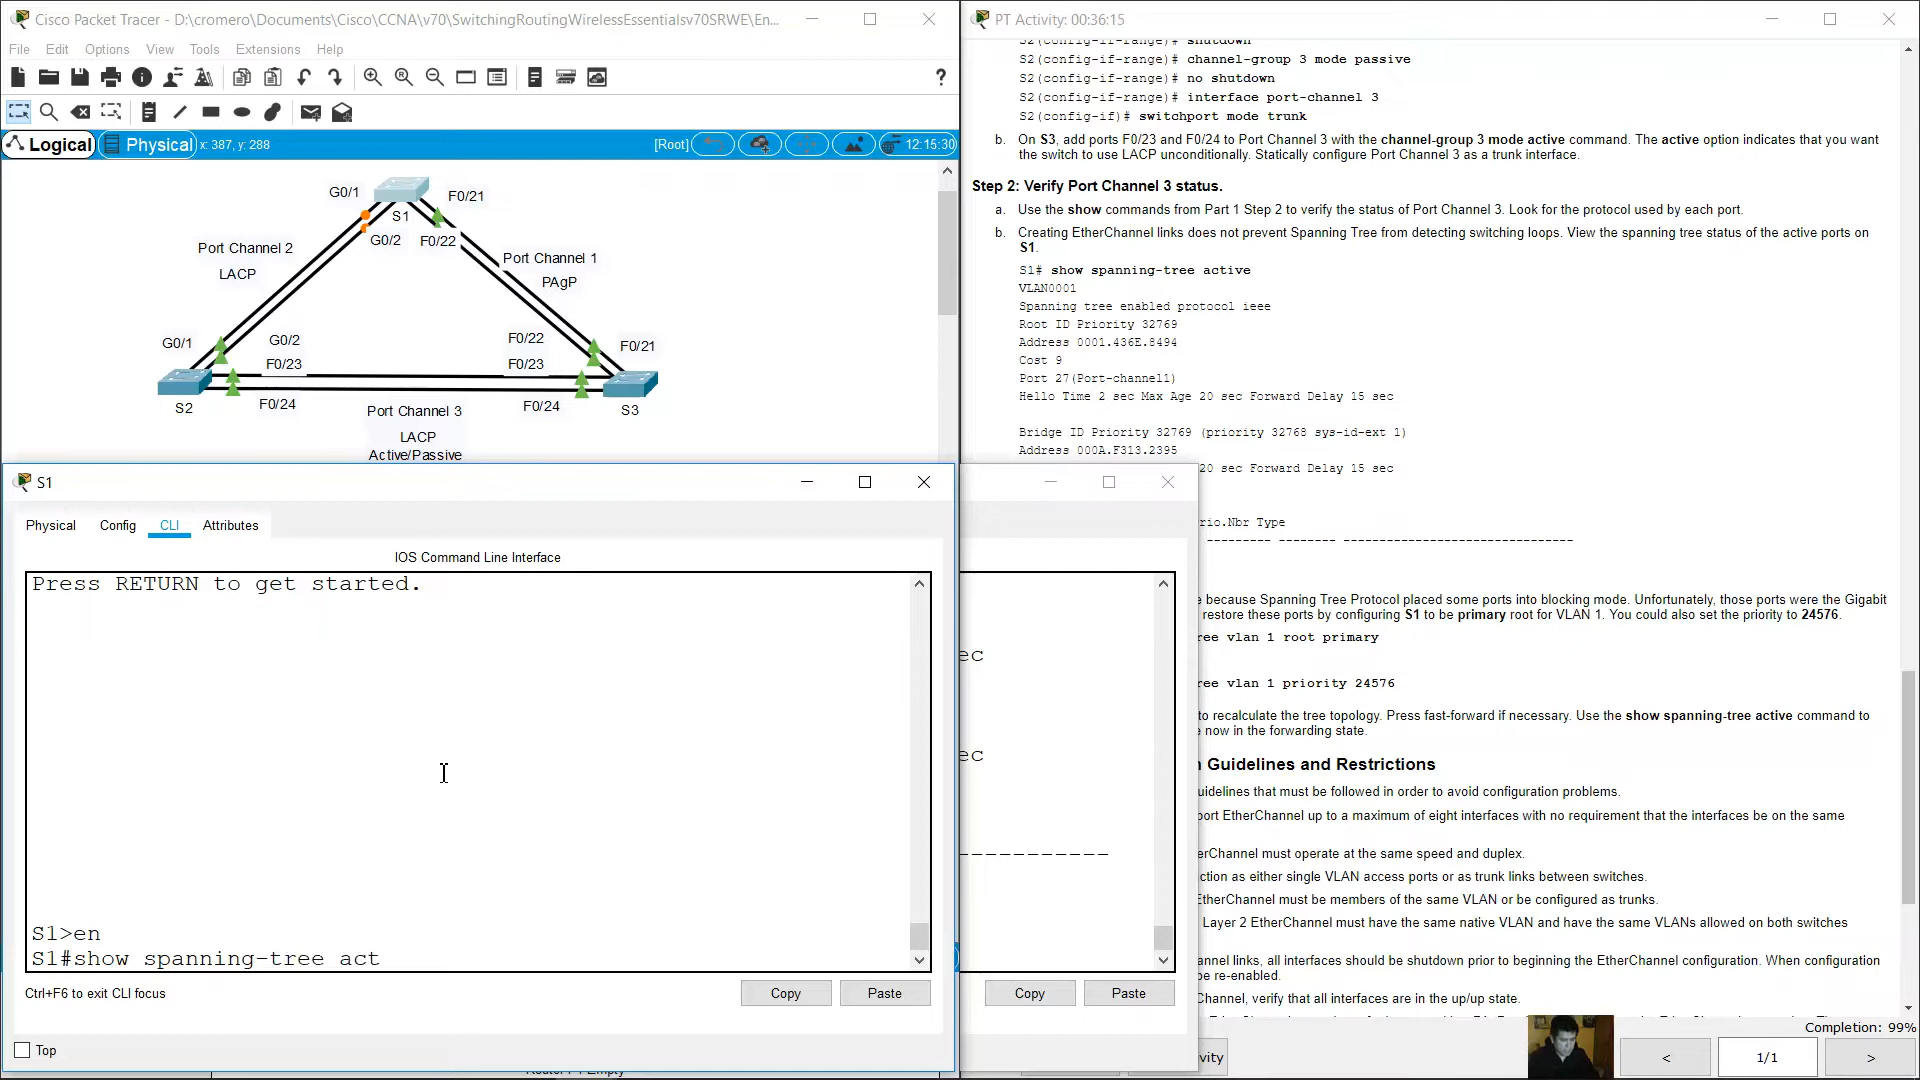 Cisco Packet Tracer - D:\cromero\Documents\Cisco\CCNA\v70\SwitchingRoutingWirelessEssentialsv70SRWE\En...
File Edit Options View Tools Extensions Help
?
Logical
Physical
x: 387, y: 288
[Root]
12:15:30
G0/1
F0/21
S1
G0/2
F0/22
Port Channel 2
LACP
Port Channel 1
PAgP
G0/1
G0/2
F0/22
F0/21
F0/23
F0/23
S2
F0/24
Port Channel 3
F0/24
S3
LACP
Active/Passive
S1
Physical Config CLI Attributes
IOS Command Line Interface
Press RETURN to get started.
S1>en
S1#show spanning-tree act
Ctrl+F6 to exit CLI focus
Copy
Paste
Top
ec
ec
-----------
Copy
Paste
PT Activity: 00:36:15
S2(config-if-range)# shutdown
S2(config-if-range)# channel-group 3 mode passive
S2(config-if-range)# no shutdown
S2(config-if-range)# interface port-channel 3
S2(config-if)# switchport mode trunk
b. On S3, add ports F0/23 and F0/24 to Port Channel 3 with the channel-group 3 mode active command. The active option indicates that you want
the switch to use LACP unconditionally. Statically configure Port Channel 3 as a trunk interface.
Step 2: Verify Port Channel 3 status.
a. Use the show commands from Part 1 Step 2 to verify the status of Port Channel 3. Look for the protocol used by each port.
b. Creating EtherChannel links does not prevent Spanning Tree from detecting switching loops. View the spanning tree status of the active ports on
S1.
S1# show spanning-tree active
VLAN0001
Spanning tree enabled protocol ieee
Root ID Priority 32769
Address 0001.436E.8494
Cost 9
Port 27(Port-channel1)
Hello Time 2 sec Max Age 20 sec Forward Delay 15 sec
Bridge ID Priority 32769 (priority 32768 sys-id-ext 1)
Address 000A.F313.2395
20 sec Forward Delay 15 sec
rio.Nbr Type
--------- -------- --------------------------------
e because Spanning Tree Protocol placed some ports into blocking mode. Unfortunately, those ports were the Gigabit
restore these ports by configuring S1 to be primary root for VLAN 1. You could also set the priority to 24576.
ree vlan 1 root primary
ree vlan 1 priority 24576
to recalculate the tree topology. Press fast-forward if necessary. Use the show spanning-tree active command to
e now in the forwarding state.
n Guidelines and Restrictions
uidelines that must be followed in order to avoid configuration problems.
port EtherChannel up to a maximum of eight interfaces with no requirement that the interfaces be on the same
erChannel must operate at the same speed and duplex.
ction as either single VLAN access ports or as trunk links between switches.
EtherChannel must be members of the same VLAN or be configured as trunks.
Layer 2 EtherChannel must have the same native VLAN and have the same VLANs allowed on both switches
annel links, all interfaces should be shutdown prior to beginning the EtherChannel configuration. When configuration
be re-enabled.
Channel, verify that all interfaces are in the up/up state.
Completion: 99%
vity
<
1/1
>